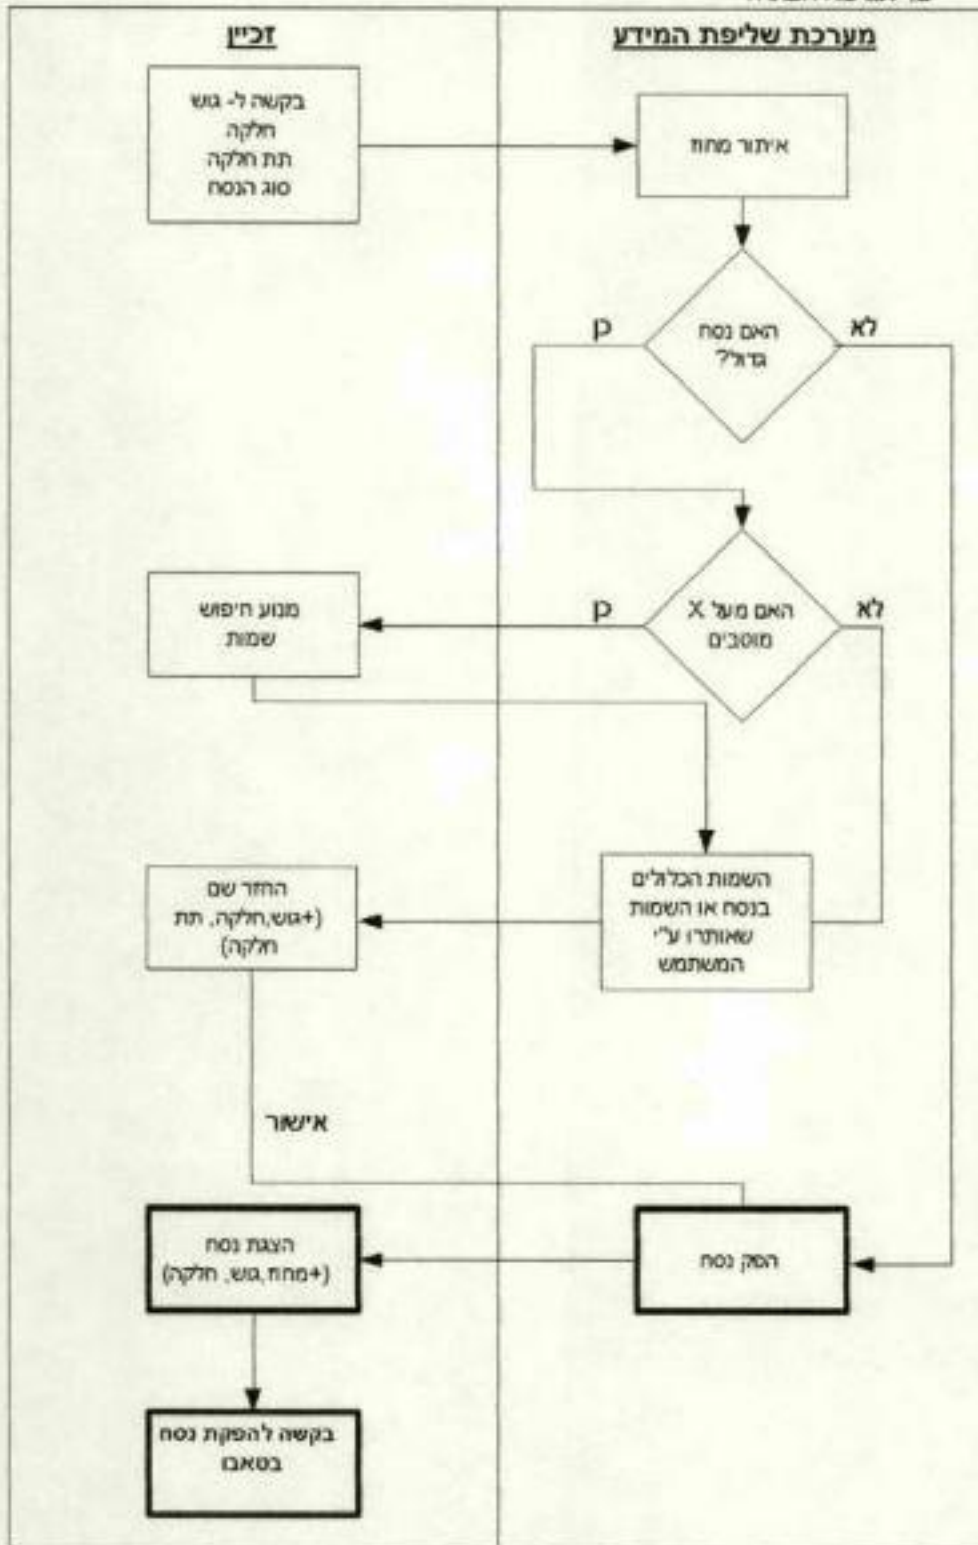 מערכת שליפת המידע
זכיין
בקשה ל- גוש
חלקה
תת חלקה
סוג הנסח
איתור מחוז
האם נסח
גדול?
כן
לא
האם מעל X
מוטבים
כן
לא
מנוע חיפוש
שמות
השמות הכלולים
בנסח או השמות
שאותרו ע"י
המשתמש
החזר שם
(+גוש,חלקה, תת
חלקה)
אישור
הפק נסח
הצגת נסח
(+מחוז,גוש, חלקה)
בקשה להפקת נסח
בטאבו